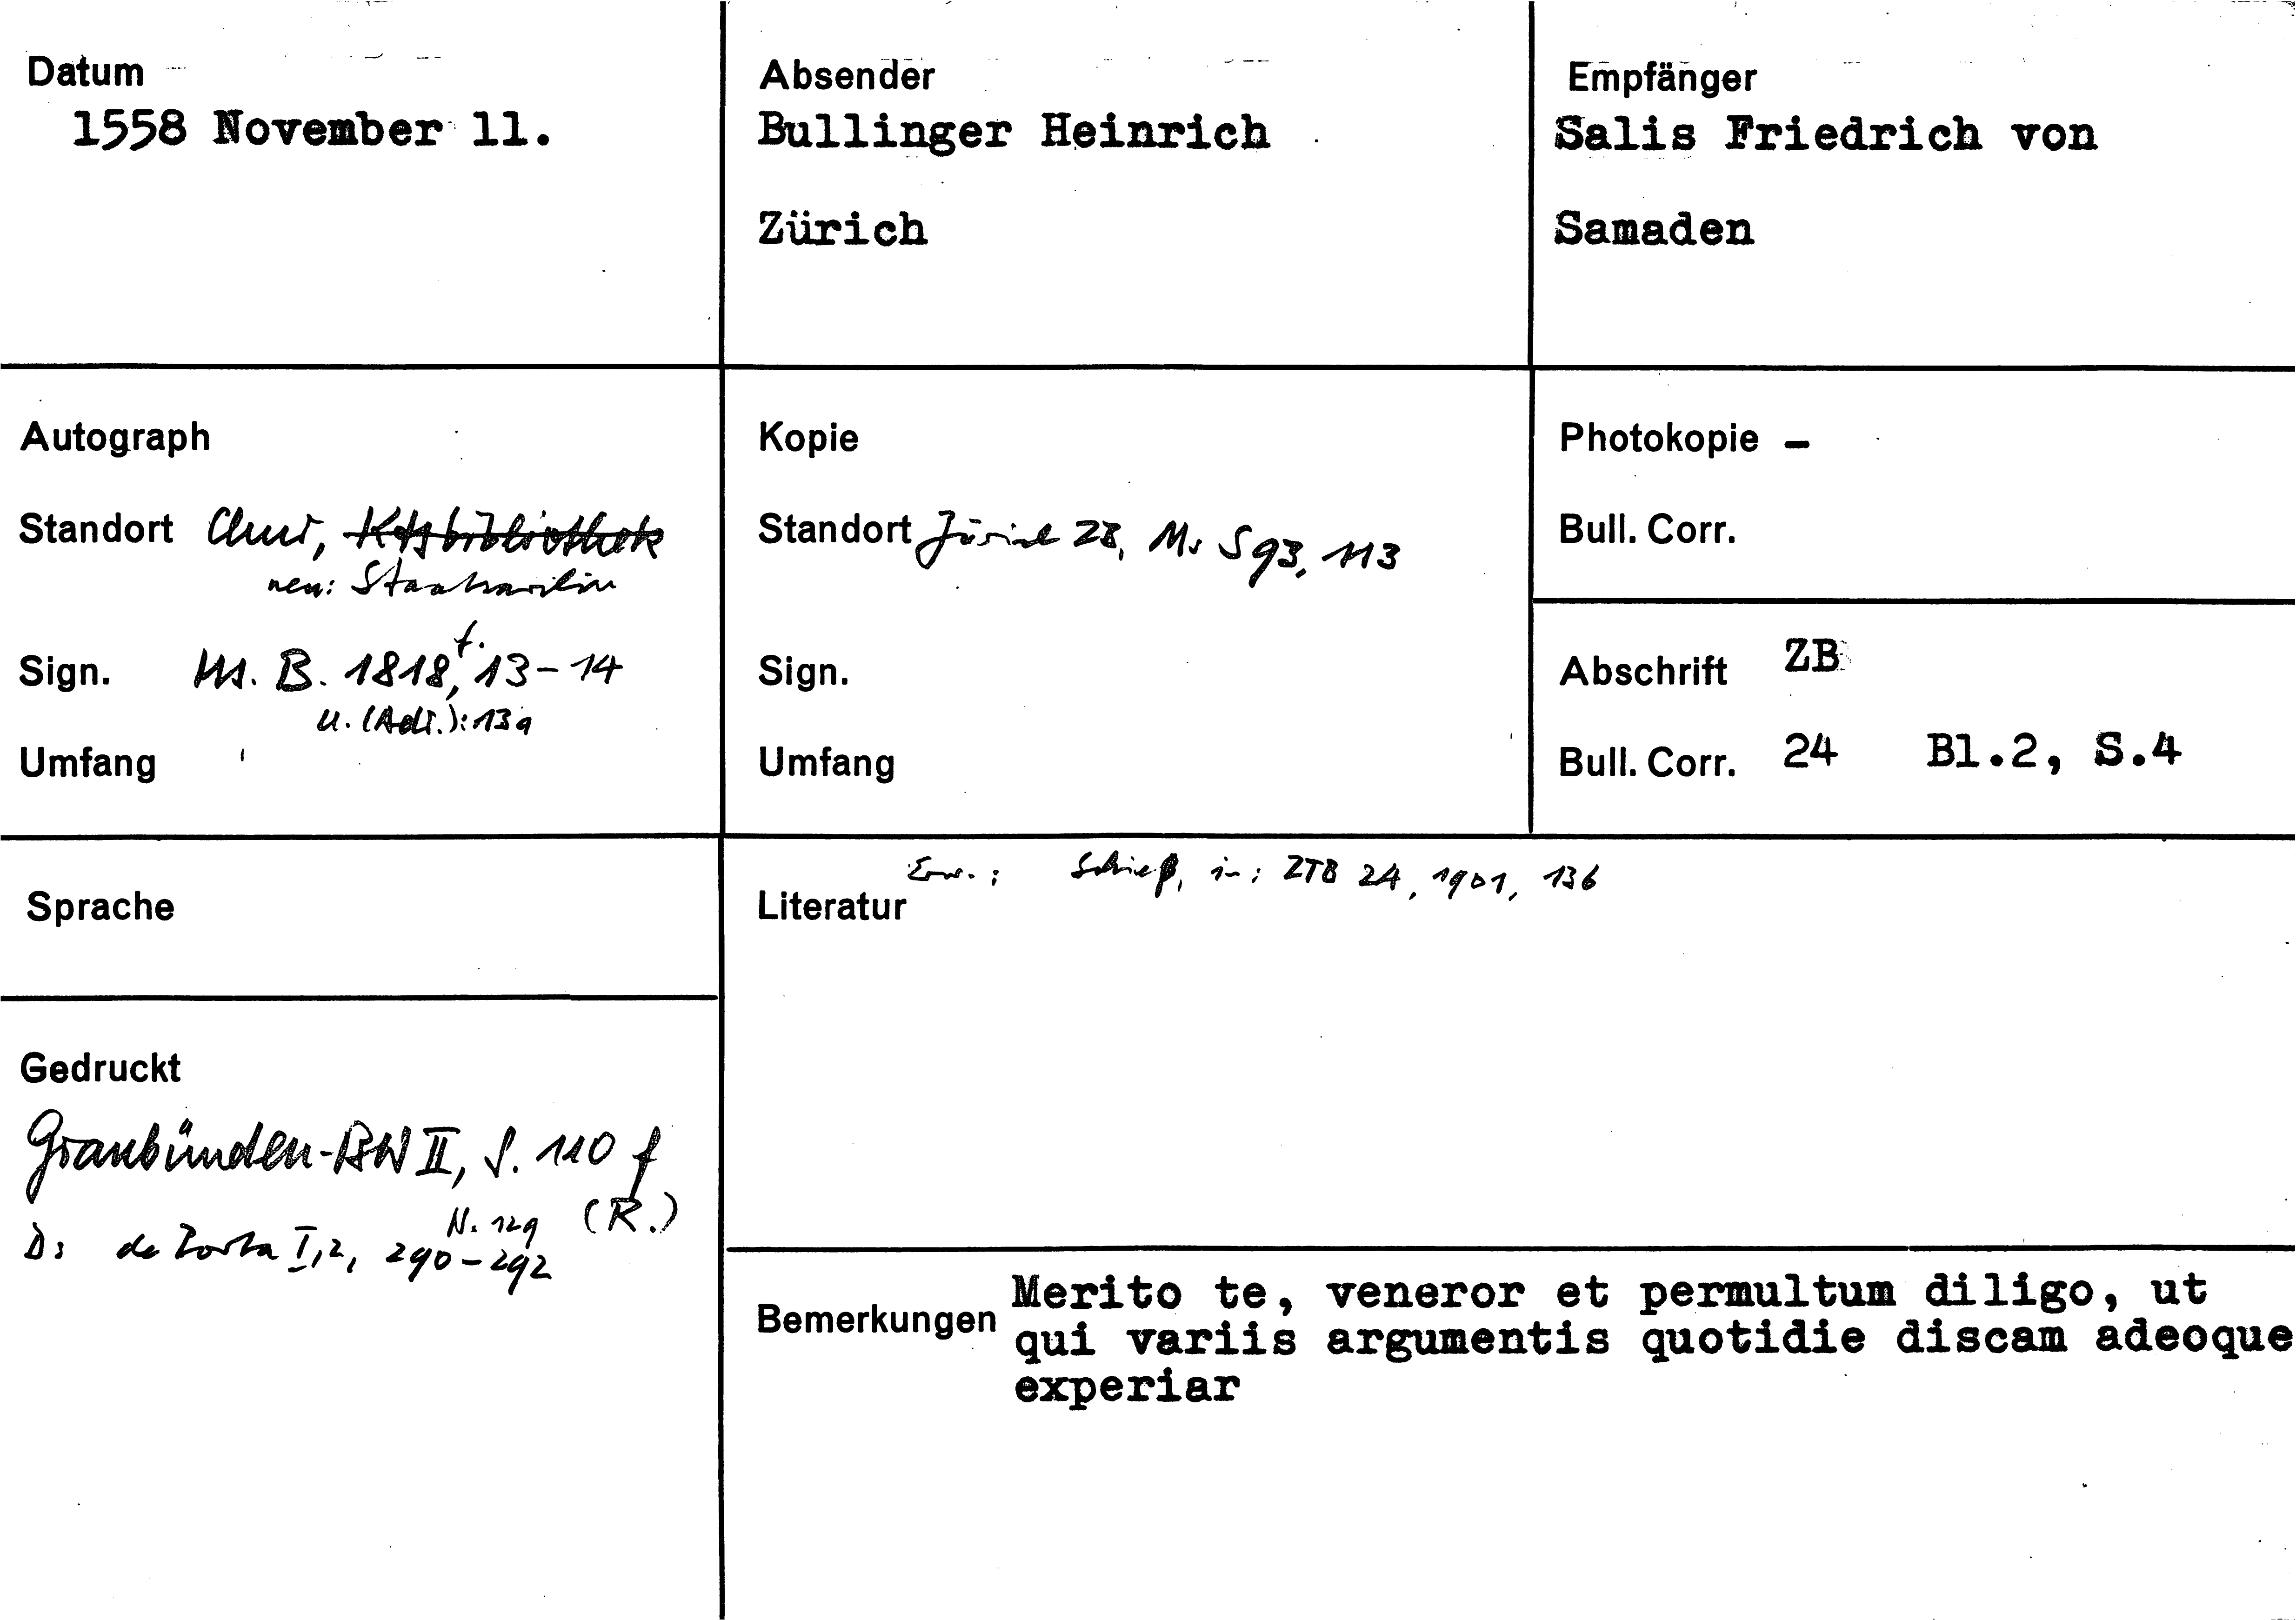 Datum
1558 November 11.
Absender
Bullinger Heinrich
Zürich
Empfänger
Salis Friedrich von
Samaden
Autograph
Standort Chur, Ktsbibliothek
neu: Staatsarchiv
Sign. Ms. B. 1818, f. 13-14
u. (Adr.): 13a
Umfang
Kopie
Standort Zürich ZB, Ms S 93, 113
Sign.
Umfang
Photokopie -
Bull. Corr.
Abschrift ZB
Bull. Corr. 24 Bl.2, S.4
Sprache
Erw.: Schieß, in: ZTB 24, 1901, 136
Literatur
Gedruckt
Graubünden-BW II, S. 110 f
N. 129 (R.)
D: de Porta I,2, 290-292
Bemerkungen
Merito te, veneror et permultum diligo, ut
qui variis argumentis quotidie discam adeoque
experiar